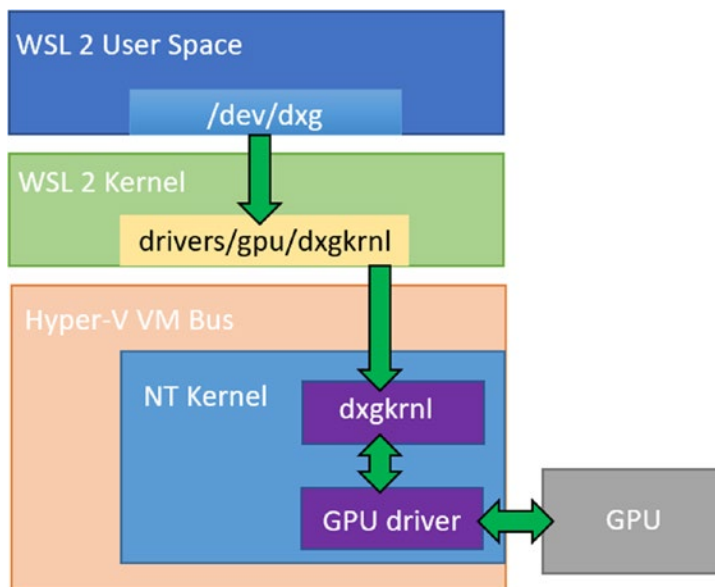 WSL 2 User Space
/dev/dxg
WSL 2 Kernel
drivers/gpu/dxgkrnl
Hyper-V VM Bus
NT Kernel
dxgkrnl
GPU driver
GPU